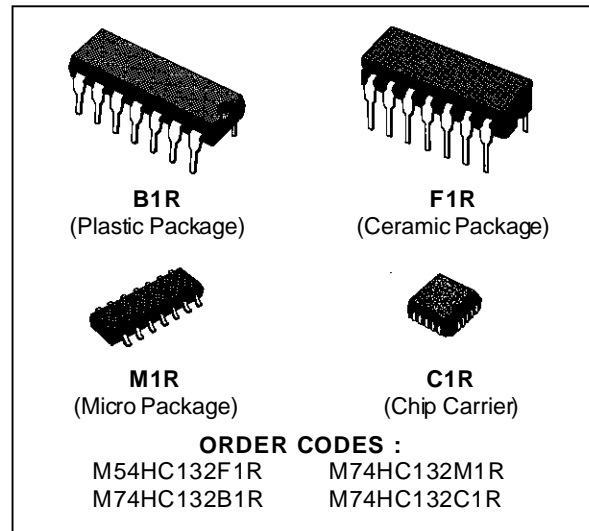 B1R
(Plastic Package)
F1R
(Ceramic Package)
M1R
(Micro Package)
C1R
(Chip Carrier)
ORDER CODES :
M54HC132F1R M74HC132M1R
M74HC132B1R M74HC132C1R